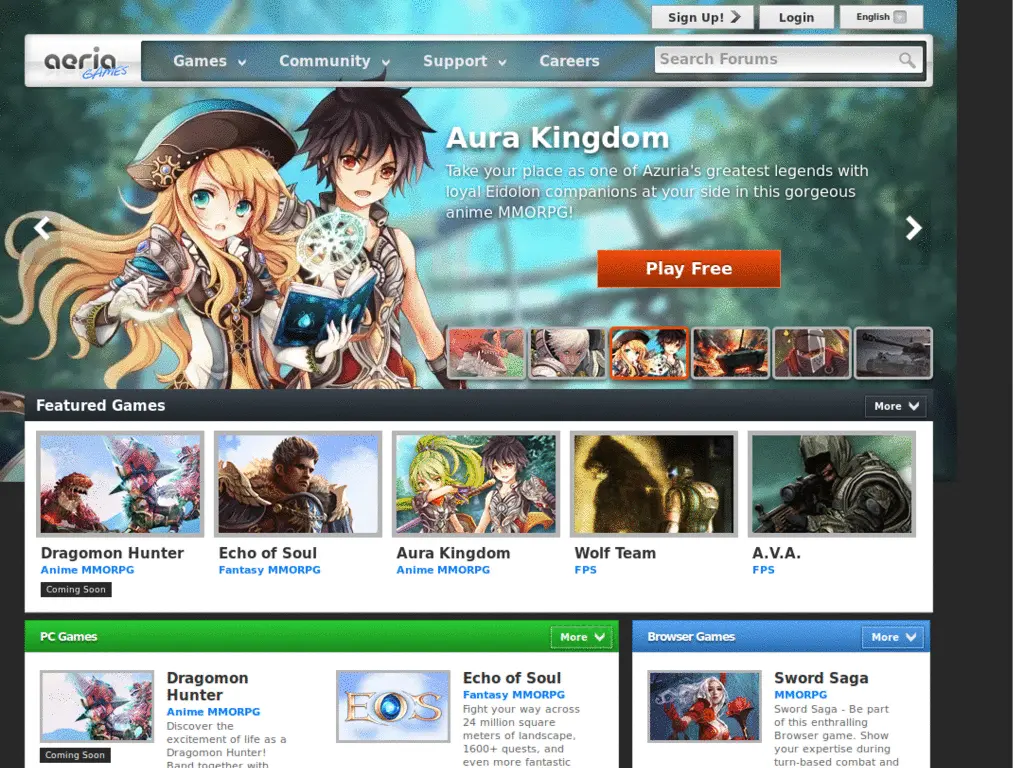 Sign Up!
Login
English
aeria GAMES
Games
Community
Support
Careers
Search Forums
Aura Kingdom
Take your place as one of Azuria's greatest legends with
loyal Eidolon companions at your side in this gorgeous
anime MMORPG!
Play Free
Featured Games
More
Dragomon Hunter
Anime MMORPG
Coming Soon
Echo of Soul
Fantasy MMORPG
Aura Kingdom
Anime MMORPG
Wolf Team
FPS
A.V.A.
FPS
PC Games
More
Dragomon
Hunter
Anime MMORPG
Discover the
excitement of life as a
Dragomon Hunter!
Band together with
Coming Soon
EOS
Echo of Soul
Fantasy MMORPG
Fight your way across
24 million square
meters of landscape,
1600+ quests, and
even more fantastic
Browser Games
More
Sword Saga
MMORPG
Sword Saga - Be part
of this enthralling
Browser game. Show
your expertise during
turn-based combat and